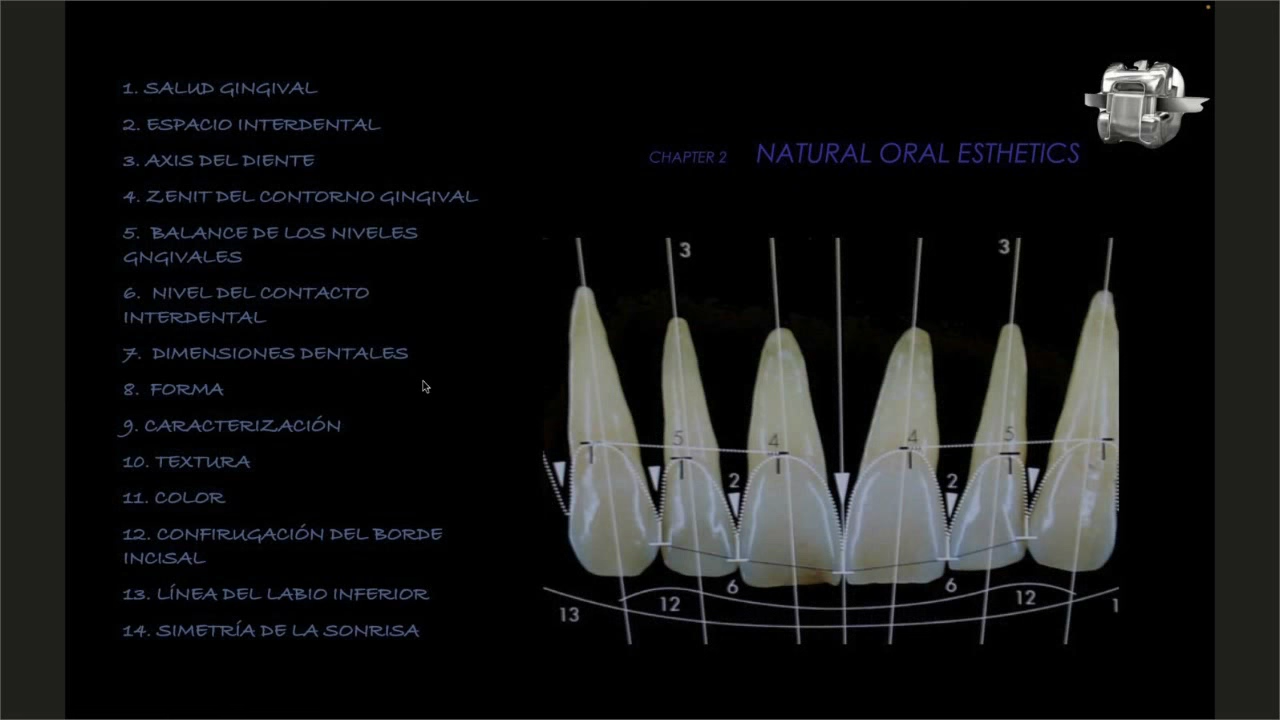 1. SALUD GINGIVAL
2. ESPACIO INTERDENTAL
3. AXIS DEL DIENTE
4. ZENIT DEL CONTORNO GINGIVAL
5. BALANCE DE LOS NIVELES
GNGIVALES
6. NIVEL DEL CONTACTO
INTERDENTAL
7. DIMENSIONES DENTALES
8. FORMA
9. CARACTERIZACIÓN
10. TEXTURA
11. COLOR
12. CONFIRUGACIÓN DEL BORDE
INCISAL
13. LÍNEA DEL LABIO INFERIOR
14. SIMETRÍA DE LA SONRISA
CHAPTER 2 NATURAL ORAL ESTHETICS
3 3
5 4 4 5
2 2
6 6
12 12
13 1